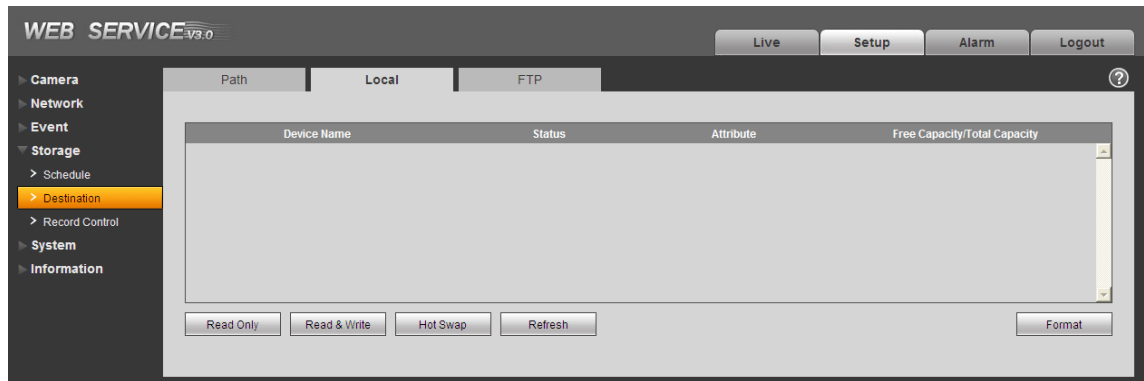 WEB SERVICE V3.0
Live Setup Alarm Logout
Path Local FTP ?
Camera
Network
Event
Storage
> Schedule
> Destination
> Record Control
System
Information
Device Name Status Attribute Free Capacity/Total Capacity
Read Only Read & Write Hot Swap Refresh Format